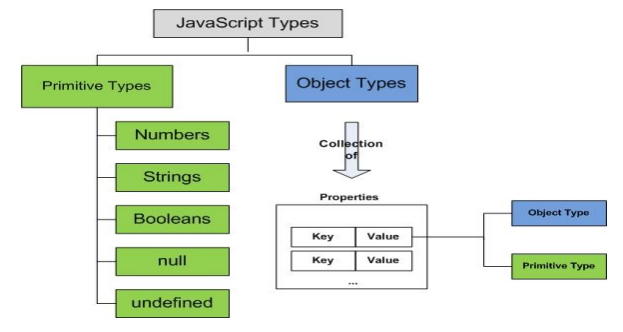 JavaScript Types
Primitive Types
Object Types
Numbers
Strings
Booleans
null
undefined
Collection
of
Properties
Key Value
Key Value
...
Object Type
Primitive Type